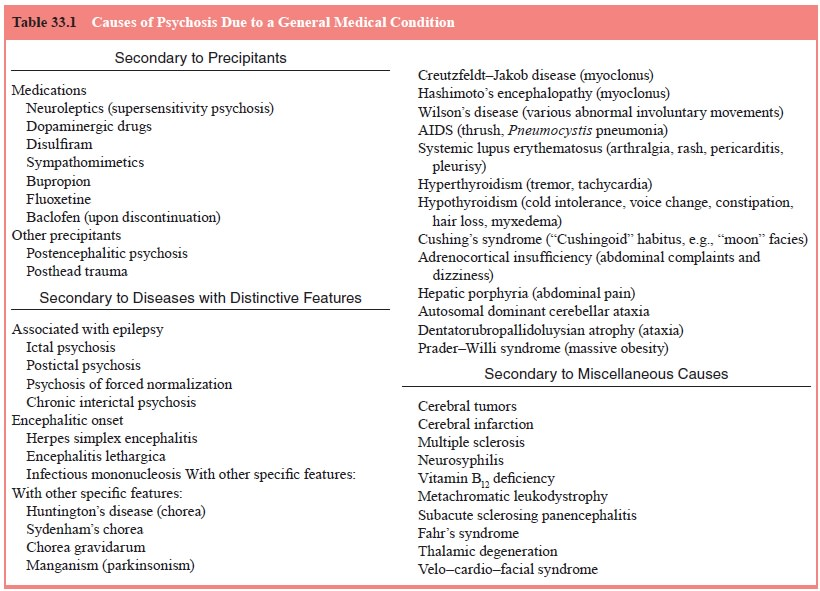 Table 33.1 Causes of Psychosis Due to a General Medical Condition
Secondary to Precipitants
Medications
Neuroleptics (supersensitivity psychosis)
Dopaminergic drugs
Disulfiram
Sympathomimetics
Bupropion
Fluoxetine
Baclofen (upon discontinuation)
Other precipitants
Postencephalitic psychosis
Posthead trauma
Secondary to Diseases with Distinctive Features
Associated with epilepsy
Ictal psychosis
Postictal psychosis
Psychosis of forced normalization
Chronic interictal psychosis
Encephalitic onset
Herpes simplex encephalitis
Encephalitis lethargica
Infectious mononucleosis With other specific features:
With other specific features:
Huntington's disease (chorea)
Sydenham's chorea
Chorea gravidarum
Manganism (parkinsonism)
Creutzfeldt–Jakob disease (myoclonus)
Hashimoto's encephalopathy (myoclonus)
Wilson's disease (various abnormal involuntary movements)
AIDS (thrush, Pneumocystis pneumonia)
Systemic lupus erythematosus (arthralgia, rash, pericarditis,
pleurisy)
Hyperthyroidism (tremor, tachycardia)
Hypothyroidism (cold intolerance, voice change, constipation,
hair loss, myxedema)
Cushing's syndrome ("Cushingoid" habitus, e.g., "moon" facies)
Adrenocortical insufficiency (abdominal complaints and
dizziness)
Hepatic porphyria (abdominal pain)
Autosomal dominant cerebellar ataxia
Dentatorubropallidoluysian atrophy (ataxia)
Prader–Willi syndrome (massive obesity)
Secondary to Miscellaneous Causes
Cerebral tumors
Cerebral infarction
Multiple sclerosis
Neurosyphilis
Vitamin B12 deficiency
Metachromatic leukodystrophy
Subacute sclerosing panencephalitis
Fahr's syndrome
Thalamic degeneration
Velo–cardio–facial syndrome